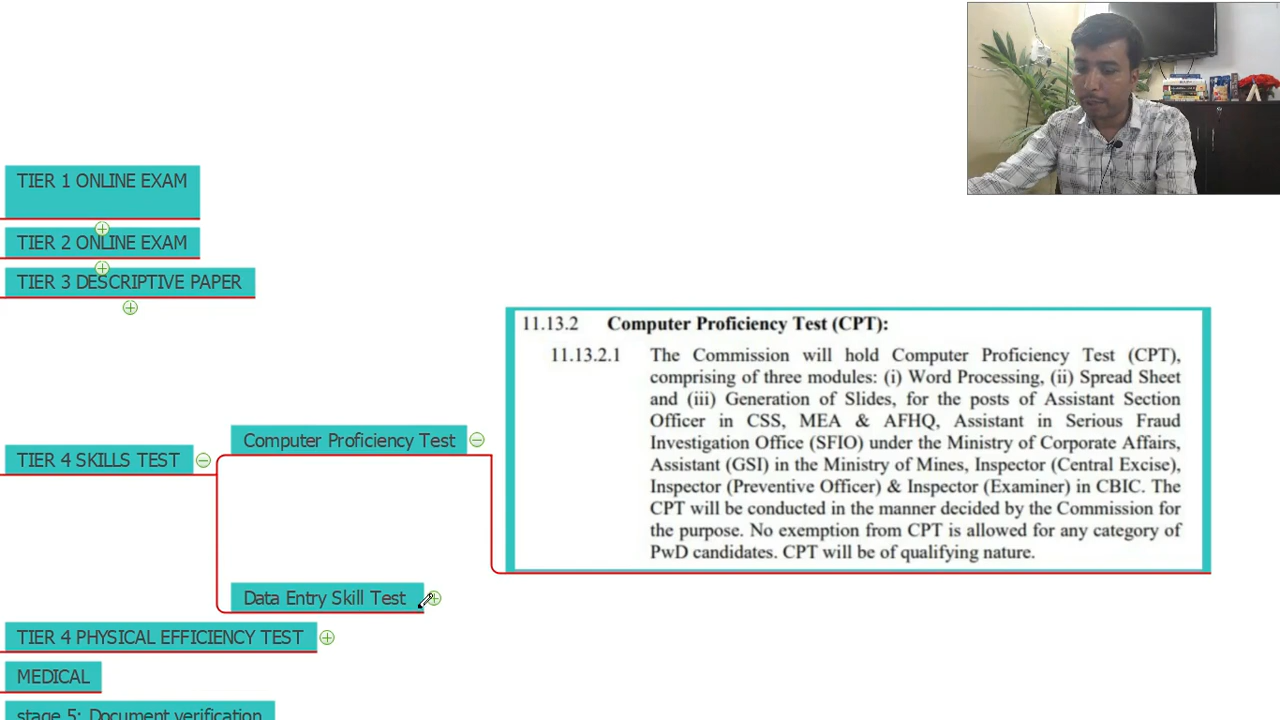 TIER 1 ONLINE EXAM
TIER 2 ONLINE EXAM
TIER 3 DESCRIPTIVE PAPER
11.13.2 Computer Proficiency Test (CPT):
11.13.2.1 The Commission will hold Computer Proficiency Test (CPT),
comprising of three modules: (i) Word Processing, (ii) Spread Sheet
and (iii) Generation of Slides, for the posts of Assistant Section
Officer in CSS, MEA & AFHQ, Assistant in Serious Fraud
Investigation Office (SFIO) under the Ministry of Corporate Affairs,
Assistant (GSI) in the Ministry of Mines, Inspector (Central Excise),
Inspector (Preventive Officer) & Inspector (Examiner) in CBIC. The
CPT will be conducted in the manner decided by the Commission for
the purpose. No exemption from CPT is allowed for any category of
PwD candidates. CPT will be of qualifying nature.
Computer Proficiency Test
TIER 4 SKILLS TEST
Data Entry Skill Test
TIER 4 PHYSICAL EFFICIENCY TEST
MEDICAL
stage 5: Document verification